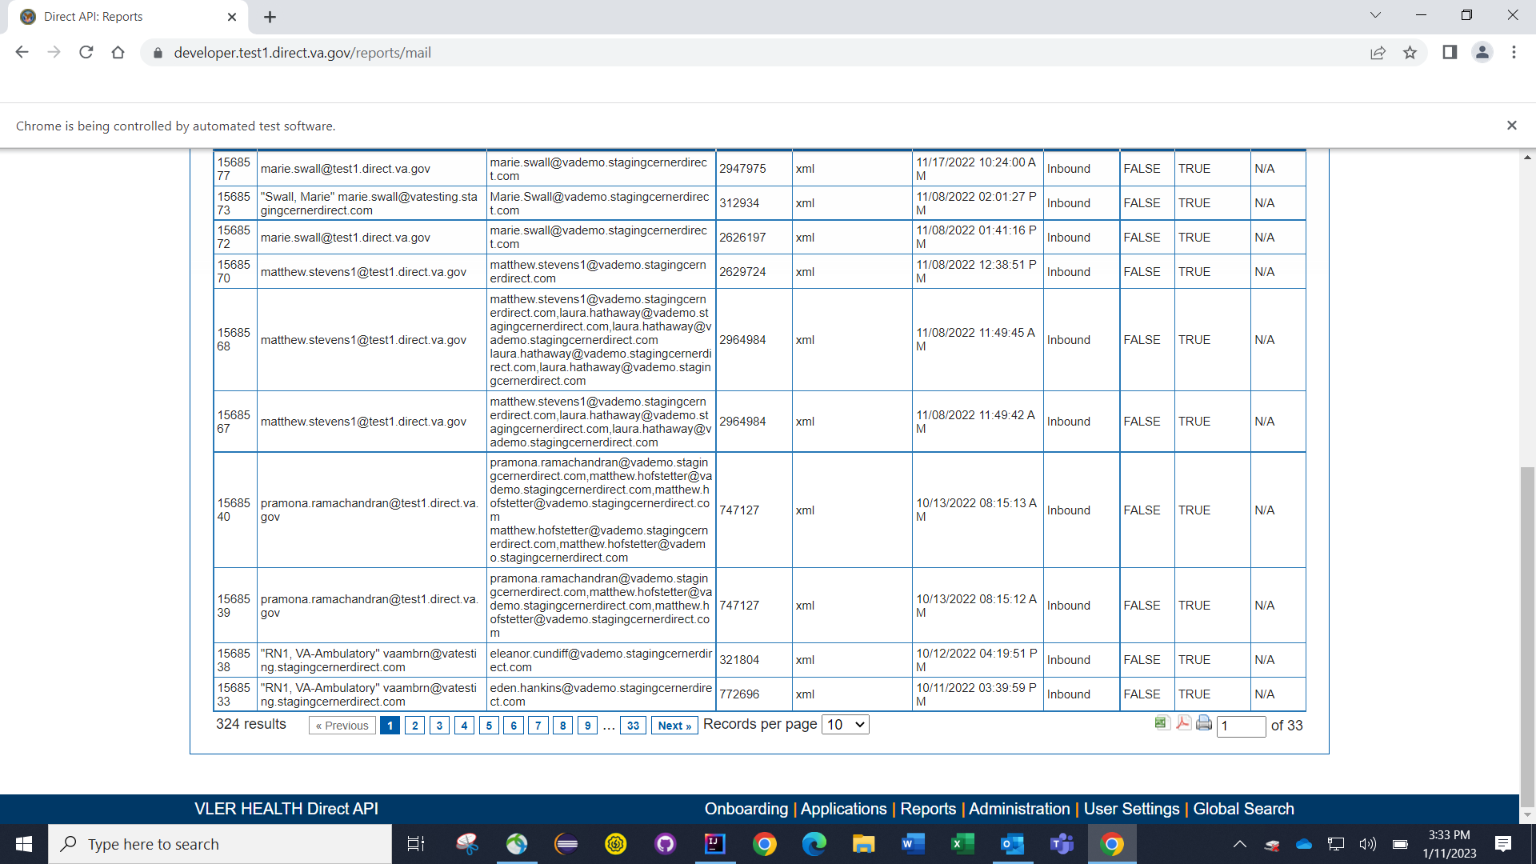 Direct API: Reports
developer.test1.direct.va.gov/reports/mail
Chrome is being controlled by automated test software.
15685
77
marie.swall@test1.direct.va.gov
marie.swall@vademo.stagingcernerdirec
t.com
2947975
xml
11/17/2022 10:24:00 A
M
Inbound
FALSE
TRUE
N/A
15685
73
"Swall, Marie" marie.swall@vatesting.sta
gingcernerdirect.com
Marie.Swall@vademo.stagingcernerdirec
t.com
312934
xml
11/08/2022 02:01:27 P
M
Inbound
FALSE
TRUE
N/A
15685
72
marie.swall@test1.direct.va.gov
marie.swall@vademo.stagingcernerdirec
t.com
2626197
xml
11/08/2022 01:41:16 P
M
Inbound
FALSE
TRUE
N/A
15685
70
matthew.stevens1@test1.direct.va.gov
matthew.stevens1@vademo.stagingcern
erdirect.com
2629724
xml
11/08/2022 12:38:51 P
M
Inbound
FALSE
TRUE
N/A
15685
68
matthew.stevens1@test1.direct.va.gov
matthew.stevens1@vademo.stagingcern
erdirect.com,laura.hathaway@vademo.st
agingcernerdirect.com,laura.hathaway@v
ademo.stagingcernerdirect.com
laura.hathaway@vademo.stagingcernerdi
rect.com,laura.hathaway@vademo.stagin
gcernerdirect.com
2964984
xml
11/08/2022 11:49:45 A
M
Inbound
FALSE
TRUE
N/A
15685
67
matthew.stevens1@test1.direct.va.gov
matthew.stevens1@vademo.stagingcern
erdirect.com,laura.hathaway@vademo.st
agingcernerdirect.com,laura.hathaway@v
ademo.stagingcernerdirect.com
2964984
xml
11/08/2022 11:49:42 A
M
Inbound
FALSE
TRUE
N/A
15685
40
pramona.ramachandran@test1.direct.va.
gov
pramona.ramachandran@vademo.stagin
gcernerdirect.com,matthew.hofstetter@va
demo.stagingcernerdirect.com,matthew.h
ofstetter@vademo.stagingcernerdirect.co
m
matthew.hofstetter@vademo.stagingcern
erdirect.com,matthew.hofstetter@vadem
o.stagingcernerdirect.com
747127
xml
10/13/2022 08:15:13 A
M
Inbound
FALSE
TRUE
N/A
15685
39
pramona.ramachandran@test1.direct.va.
gov
pramona.ramachandran@vademo.stagin
gcernerdirect.com,matthew.hofstetter@va
demo.stagingcernerdirect.com,matthew.h
ofstetter@vademo.stagingcernerdirect.co
m
747127
xml
10/13/2022 08:15:12 A
M
Inbound
FALSE
TRUE
N/A
15685
38
"RN1, VA-Ambulatory" vaambrn@vatesti
ng.stagingcernerdirect.com
eleanor.cundiff@vademo.stagingcernerdir
ect.com
321804
xml
10/12/2022 04:19:51 P
M
Inbound
FALSE
TRUE
N/A
15685
33
"RN1, VA-Ambulatory" vaambrn@vatesti
ng.stagingcernerdirect.com
eden.hankins@vademo.stagingcernerdire
ct.com
772696
xml
10/11/2022 03:39:59 P
M
Inbound
FALSE
TRUE
N/A
324 results « Previous 1 2 3 4 5 6 7 8 9 ... 33 Next » Records per page 10 1 of 33
VLER HEALTH Direct API Onboarding | Applications | Reports | Administration | User Settings | Global Search
Type here to search
3:33 PM
1/11/2023